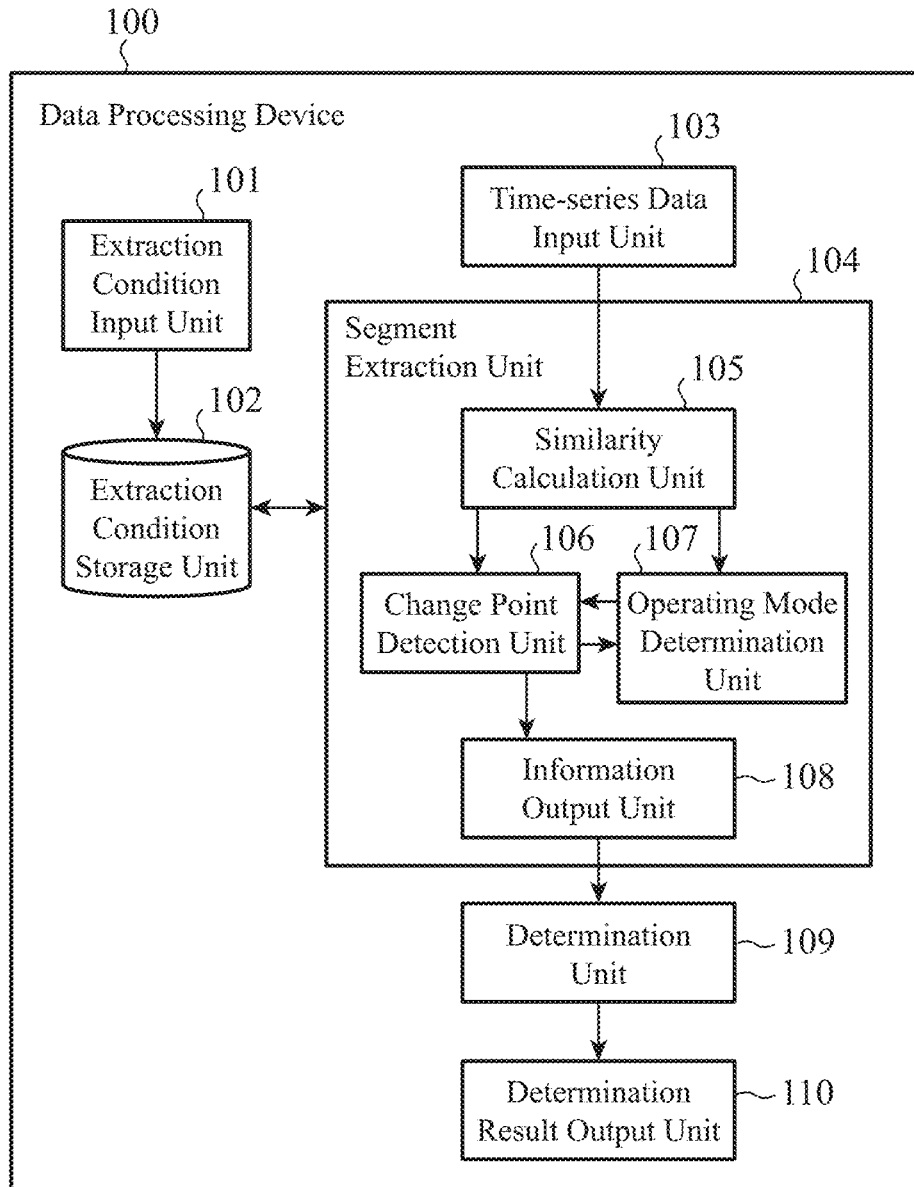 100
Data Processing Device
101
Extraction
Condition
Input Unit
102
Extraction
Condition
Storage Unit
103
Time-series Data
Input Unit
104
Segment
Extraction Unit
105
Similarity
Calculation Unit
106
Change Point
Detection Unit
107
Operating Mode
Determination
Unit
Information
Output Unit
108
Determination
Unit
109
Determination
Result Output Unit
110